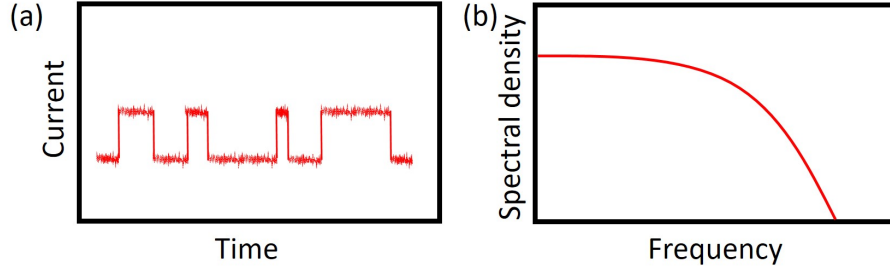 (a)
Current
Time
(b)
Spectral density
Frequency